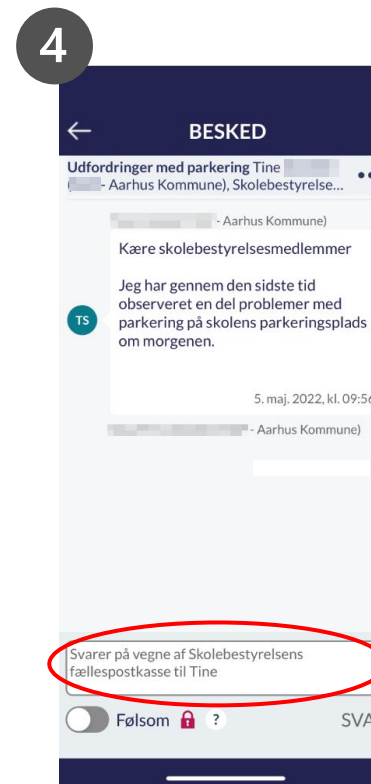 4
BESKED
Udfordringer med parkering Tine
( - Aarhus Kommune), Skolebestyrelse...
- Aarhus Kommune)
Kære skolebestyrelsesmedlemmer
Jeg har gennem den sidste tid
observeret en del problemer med
TS
parkering på skolens parkeringsplads
om morgenen.
5. maj. 2022, kl. 09:56
- Aarhus Kommune)
Svarer på vegne af Skolebestyrelsens
fællespostkasse til Tine
Følsom ? SVA